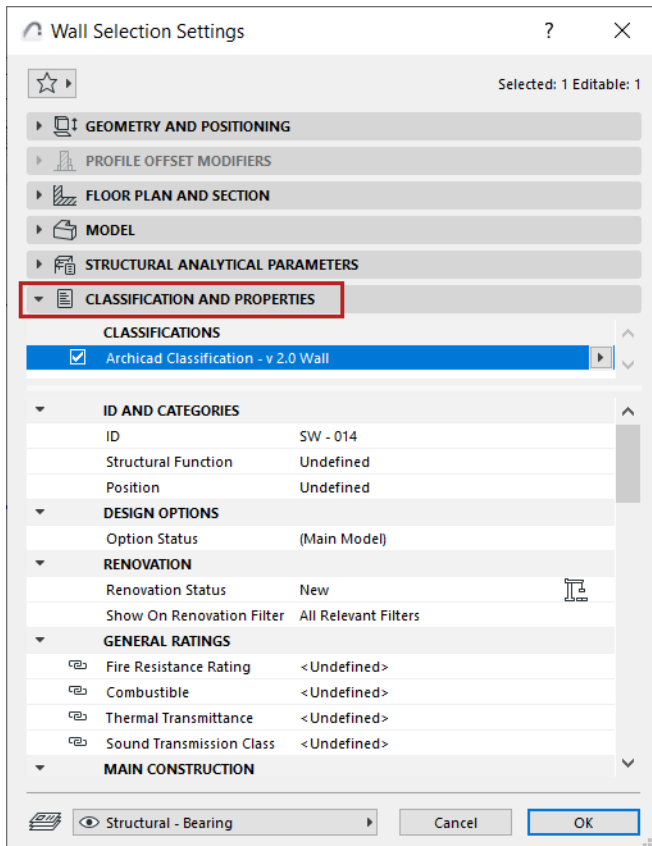 Wall Selection Settings ?
Selected: 1 Editable: 1
GEOMETRY AND POSITIONING
PROFILE OFFSET MODIFIERS
FLOOR PLAN AND SECTION
MODEL
STRUCTURAL ANALYTICAL PARAMETERS
CLASSIFICATION AND PROPERTIES
CLASSIFICATIONS
Archicad Classification - v 2.0 Wall
ID AND CATEGORIES
ID SW - 014
Structural Function Undefined
Position Undefined
DESIGN OPTIONS
Option Status (Main Model)
RENOVATION
Renovation Status New
Show On Renovation Filter All Relevant Filters
GENERAL RATINGS
Fire Resistance Rating <Undefined>
Combustible <Undefined>
Thermal Transmittance <Undefined>
Sound Transmission Class <Undefined>
MAIN CONSTRUCTION
Structural - Bearing Cancel OK